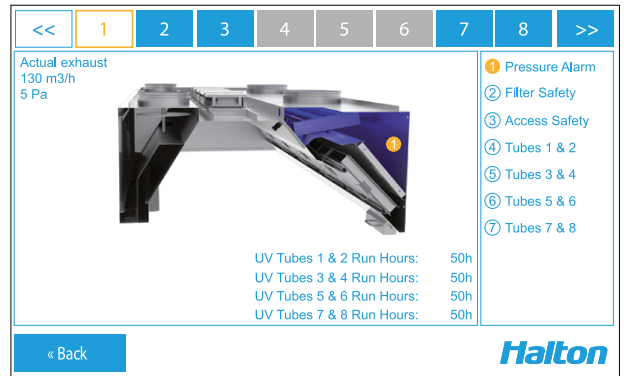 << 1 2 3 4 5 6 7 8 >>
Actual exhaust
130 m3/h
5 Pa
1
UV Tubes 1 & 2 Run Hours: 50h
UV Tubes 3 & 4 Run Hours: 50h
UV Tubes 5 & 6 Run Hours: 50h
UV Tubes 7 & 8 Run Hours: 50h
1 Pressure Alarm
2 Filter Safety
3 Access Safety
4 Tubes 1 & 2
5 Tubes 3 & 4
6 Tubes 5 & 6
7 Tubes 7 & 8
« Back
Halton